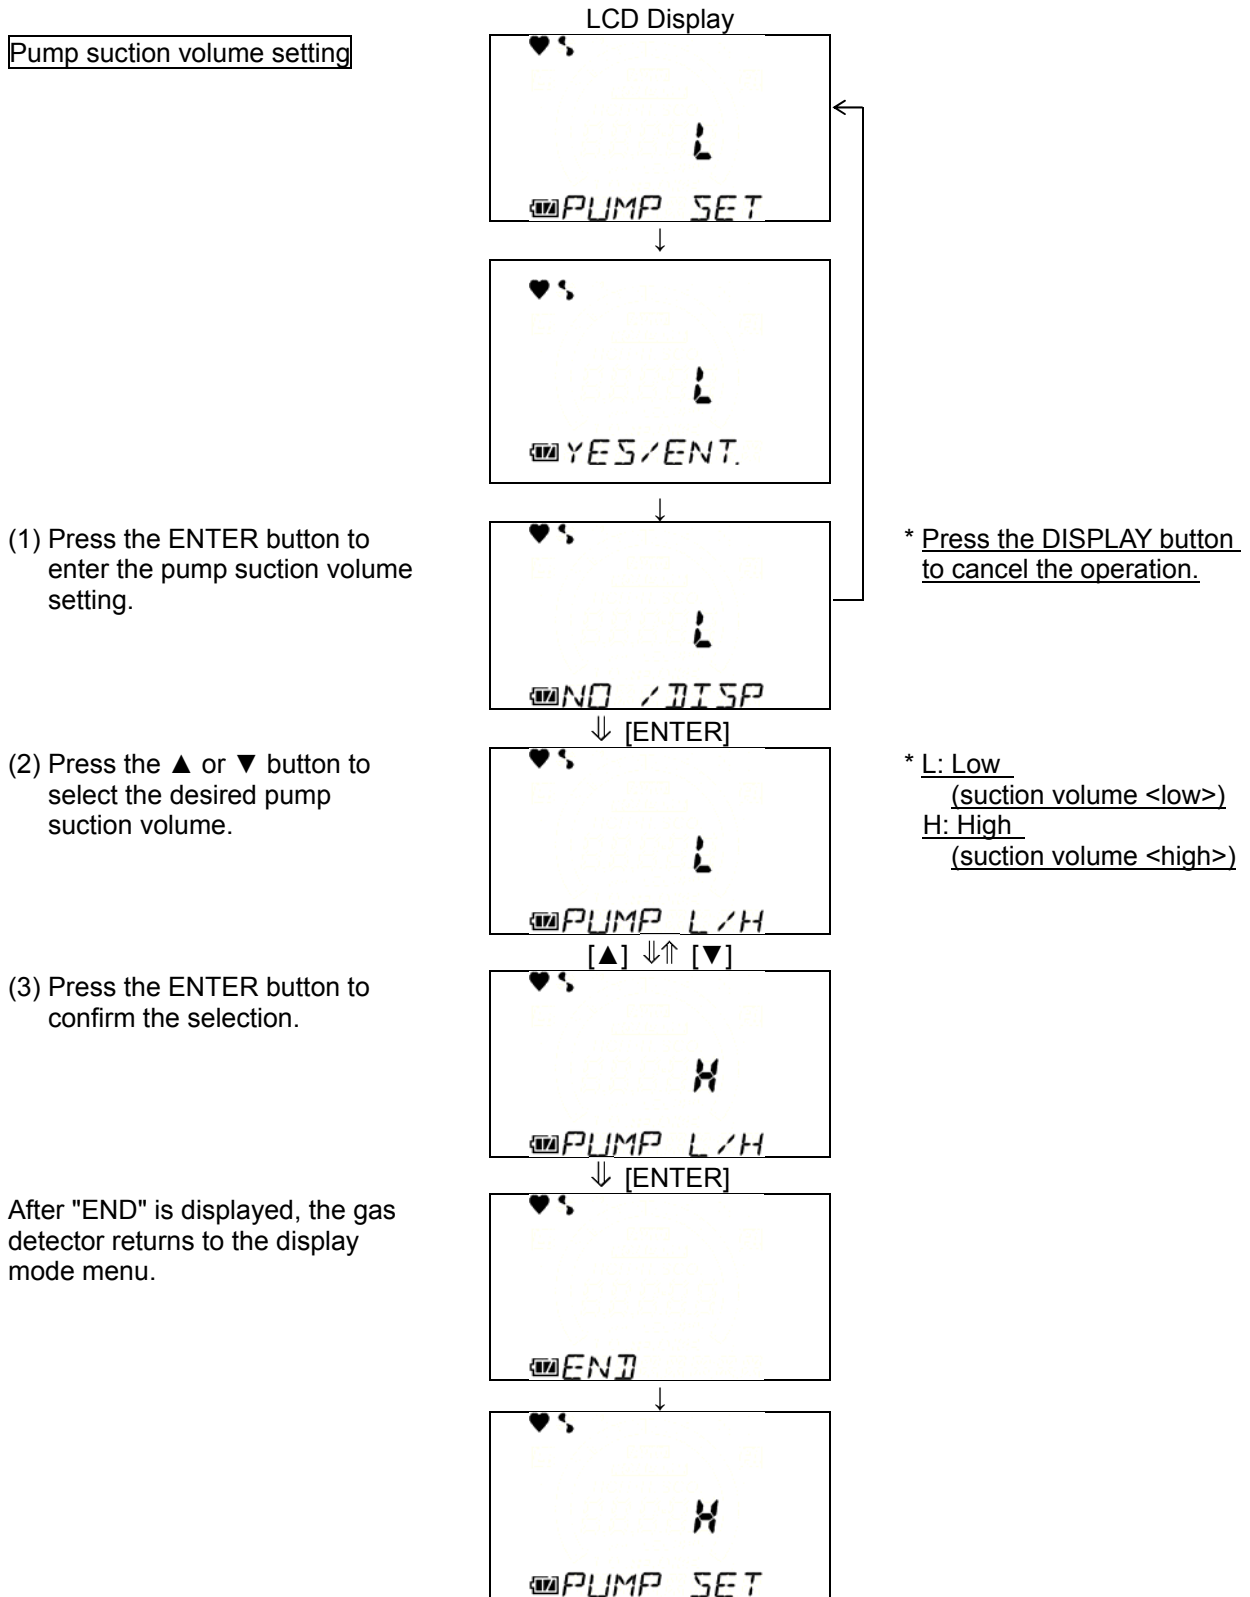 LCD Display
Pump suction volume setting
L
PUMP SET
↓
L
YES/ENT.
↓
(1) Press the ENTER button to
enter the pump suction volume
setting.
* Press the DISPLAY button
to cancel the operation.
L
NO /DISP
⇓ [ENTER]
(2) Press the ▲ or ▼ button to
select the desired pump
suction volume.
* L: Low
(suction volume <low>)
H: High
(suction volume <high>)
L
PUMP L/H
[▲] ⇓⇑ [▼]
(3) Press the ENTER button to
confirm the selection.
H
PUMP L/H
⇓ [ENTER]
After "END" is displayed, the gas
detector returns to the display
mode menu.
END
↓
H
PUMP SET